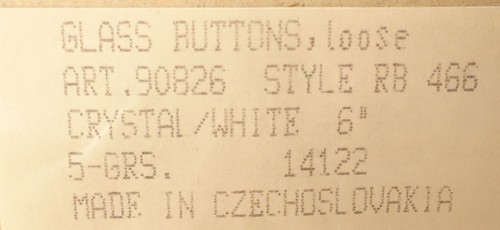 GLASS BUTTONS, loose
ART.90826 STYLE RB 466
CRYSTAL/WHITE 6"
5-GRS. 14122
MADE IN CZECHOSLOVAKIA